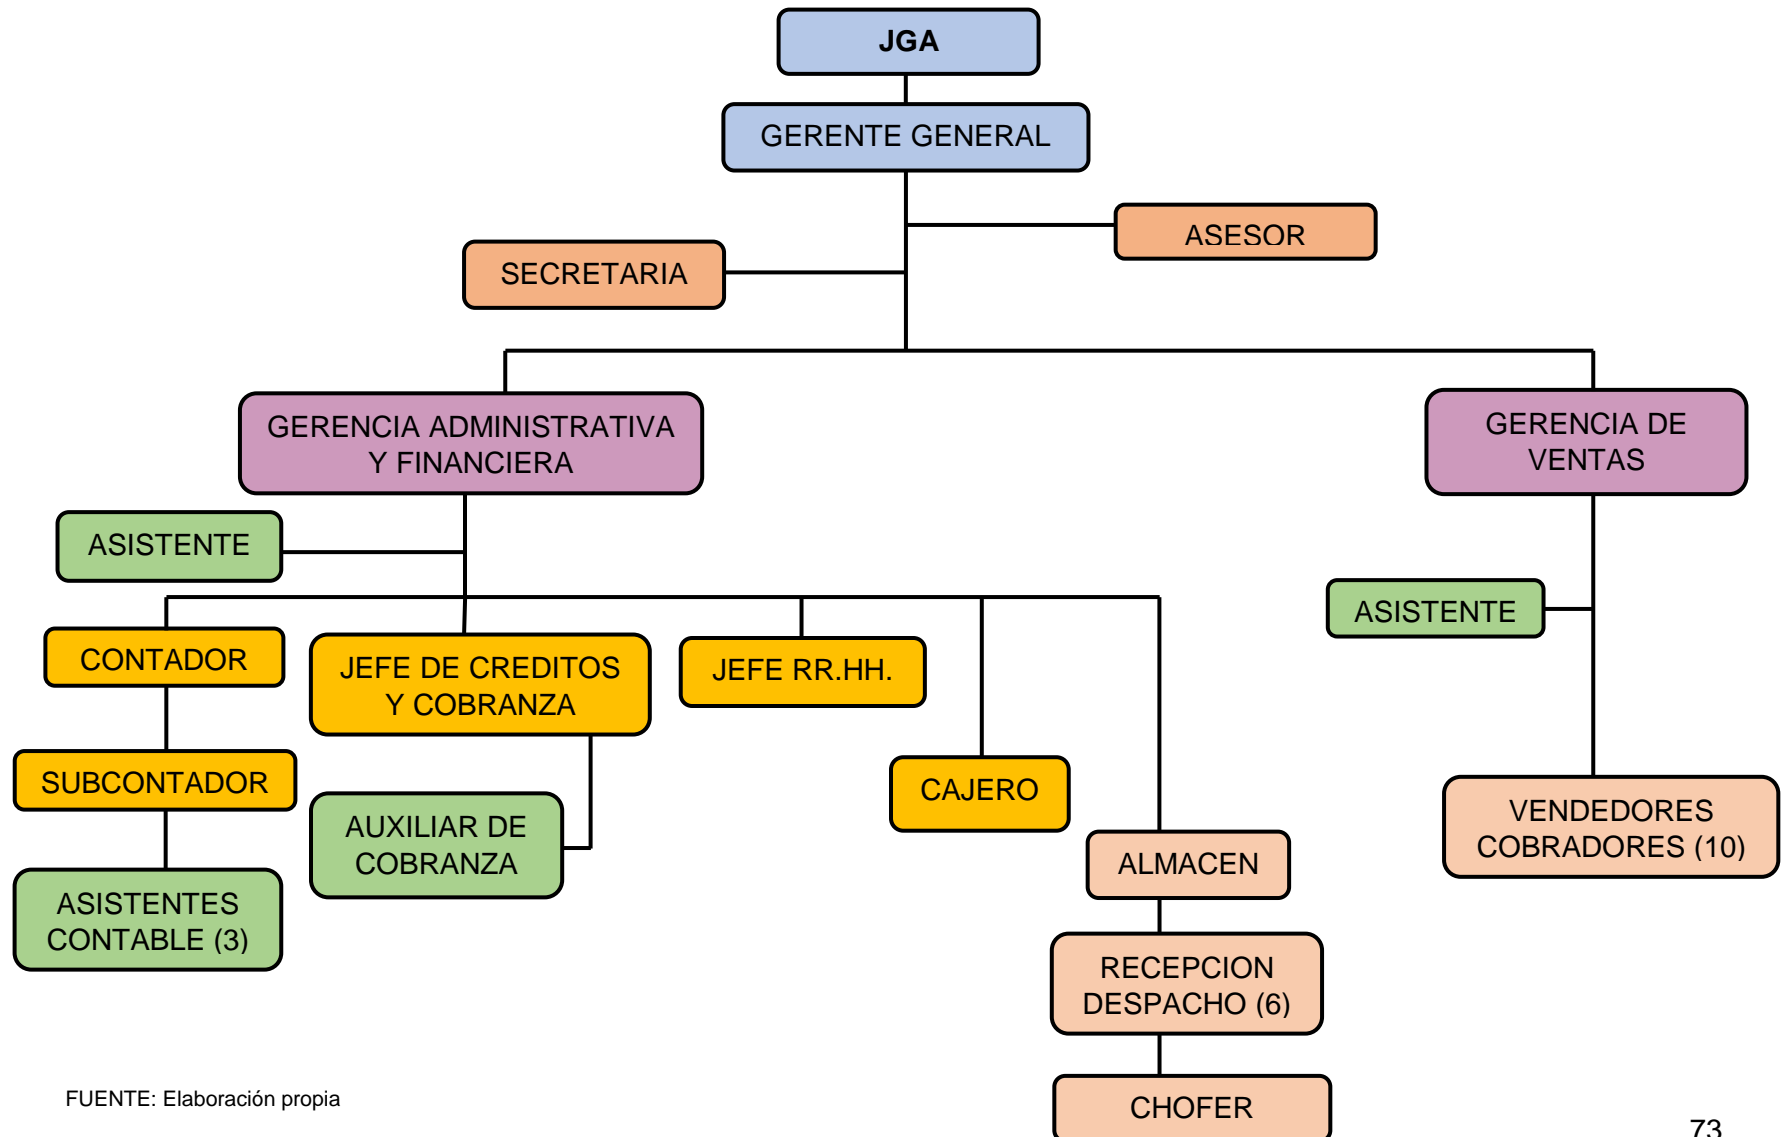 JGA
GERENTE GENERAL
ASESOR
SECRETARIA
GERENCIA ADMINISTRATIVA
Y FINANCIERA
GERENCIA DE
VENTAS
ASISTENTE
ASISTENTE
CONTADOR
JEFE DE CREDITOS
Y COBRANZA
JEFE RR.HH.
SUBCONTADOR
CAJERO
AUXILIAR DE
COBRANZA
VENDEDORES
COBRADORES (10)
ALMACEN
ASISTENTES
CONTABLE (3)
RECEPCION
DESPACHO (6)
CHOFER
FUENTE: Elaboración propia
73